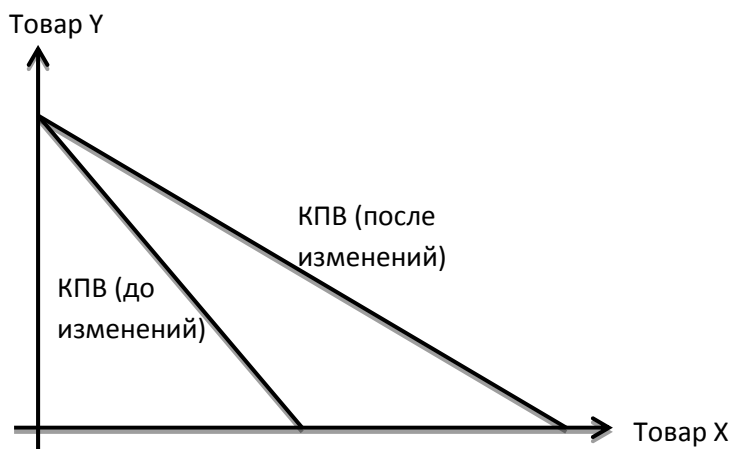 Товар Y
КПВ (после
изменений)
КПВ (до
изменений)
Товар X